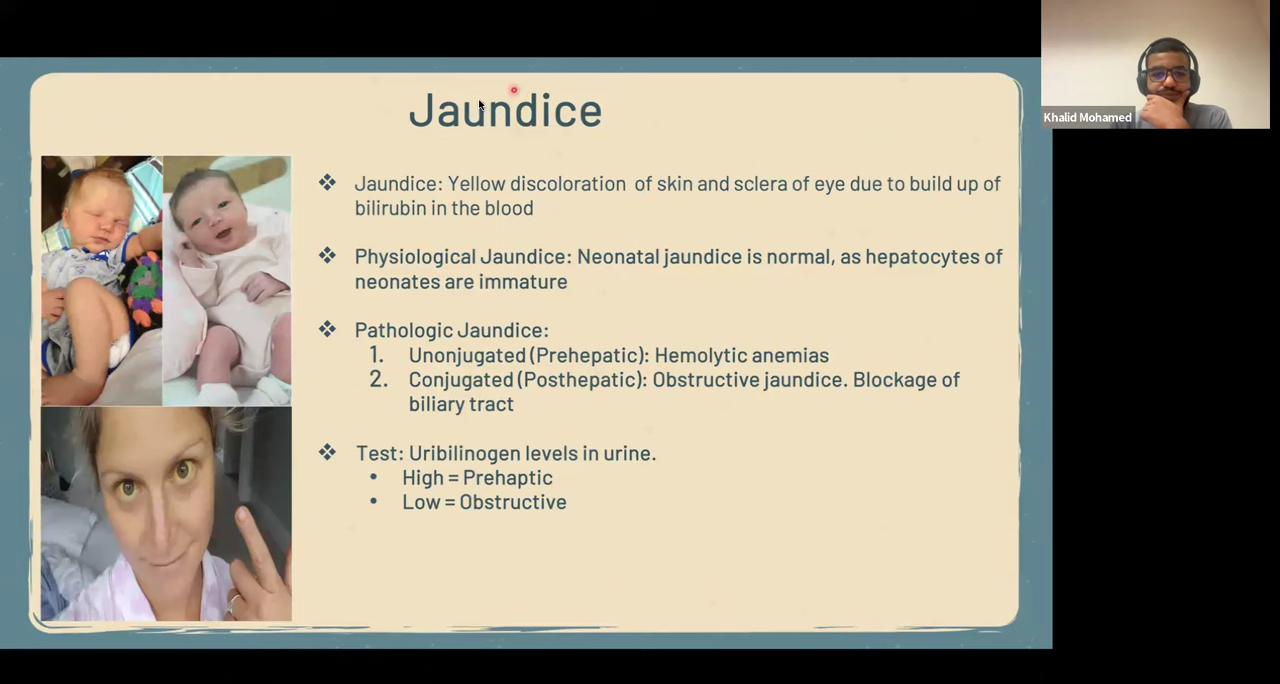 Jaundice
Khalid Mohamed
❖ Jaundice: Yellow discoloration of skin and sclera of eye due to build up of
bilirubin in the blood
❖ Physiological Jaundice: Neonatal jaundice is normal, as hepatocytes of
neonates are immature
❖ Pathologic Jaundice:
1. Unonjugated (Prehepatic): Hemolytic anemias
2. Conjugated (Posthepatic): Obstructive jaundice. Blockage of
biliary tract
❖ Test: Uribilinogen levels in urine.
• High = Prehaptic
• Low = Obstructive